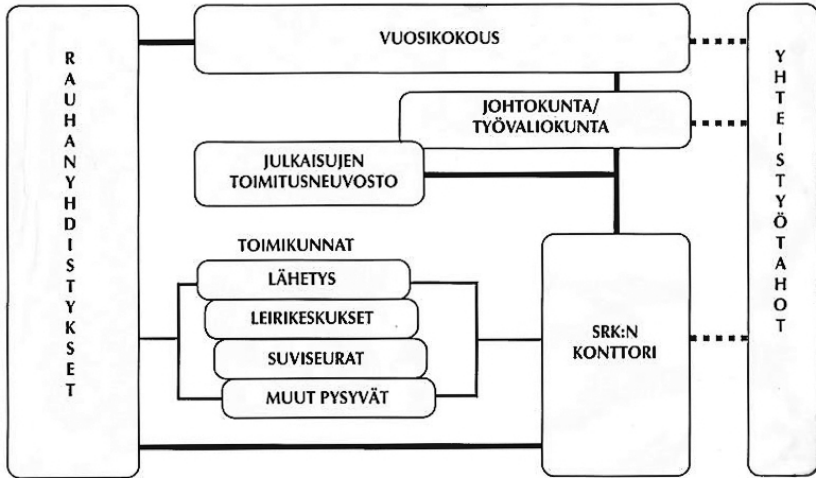 RAUHANYHDISTYKSET
VUOSIKOKOUS
JOHTOKUNTA/
TYÖVALIOKUNTA
JULKAISUJEN
TOIMITUSNEUVOSTO
TOIMIKUNNAT
LÄHETYS
LEIRIKESKUKSET
SUVISEURAT
MUUT PYSYVÄT
SRK:N
KONTTORI
YHTEISTYÖTAHOT